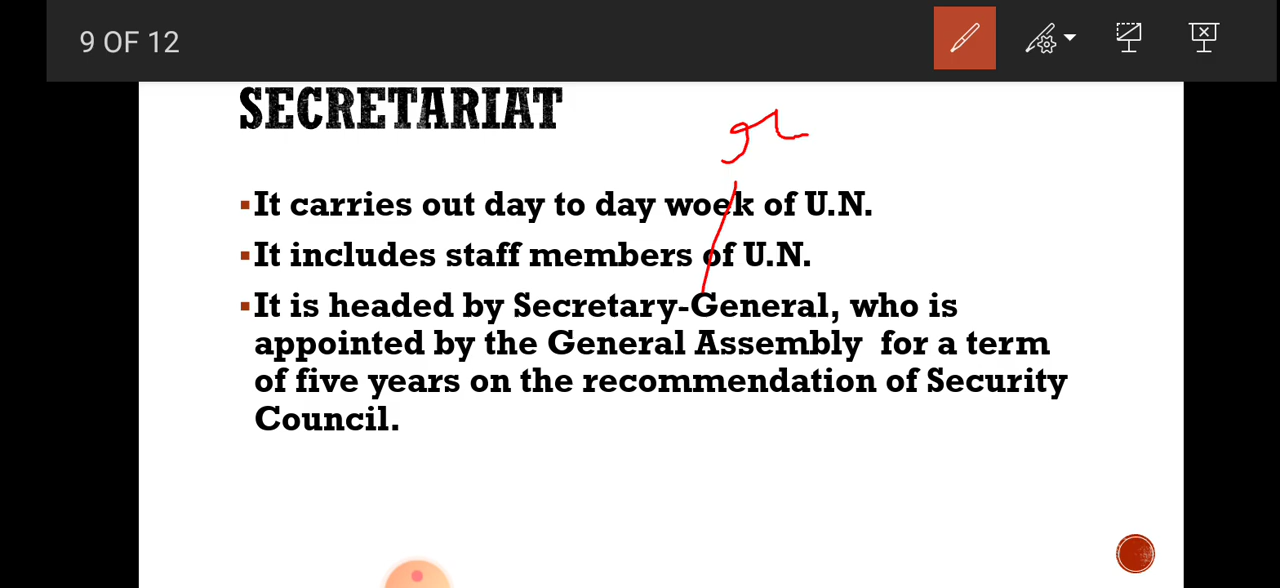 9 OF 12
SECRETARIAT
▪It carries out day to day woek of U.N.
▪It includes staff members of U.N.
▪It is headed by Secretary-General, who is
appointed by the General Assembly for a term
of five years on the recommendation of Security
Council.